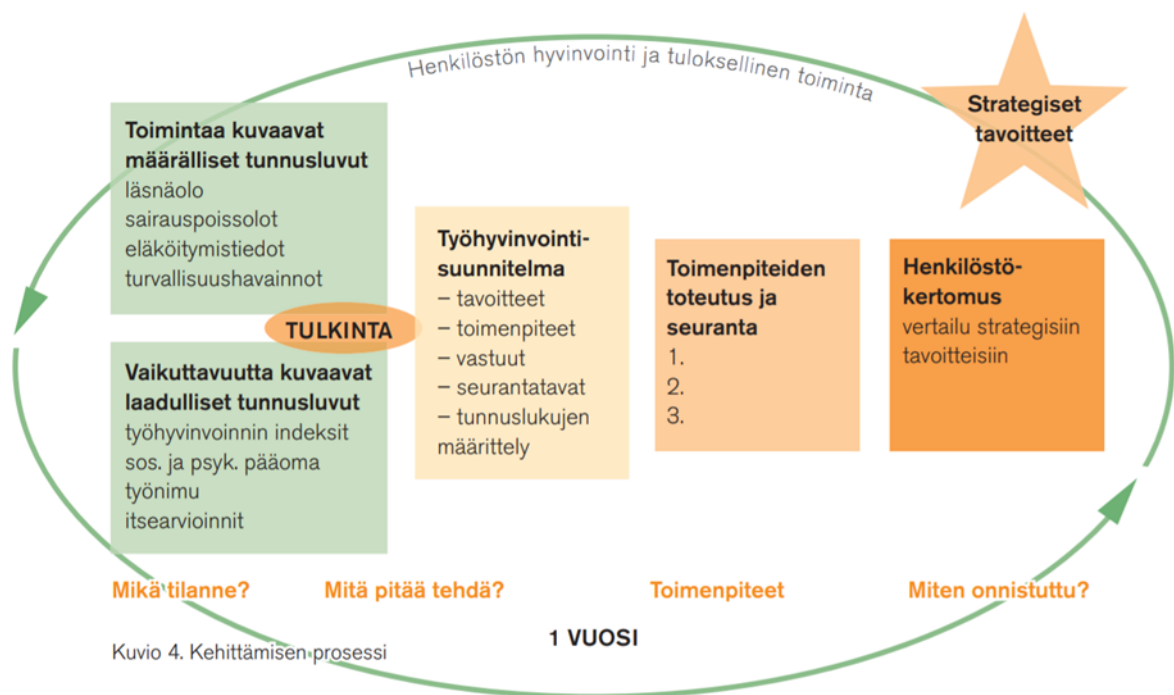 Henkilöstön hyvinvointi ja tuloksellinen toiminta
Strategiset
tavoitteet
Toimintaa kuvaavat
määrälliset tunnusluvut
läsnäolo
sairauspoissolot
eläköitymistiedot
turvallisuushavainnot
TULKINTA
Vaikuttavuutta kuvaavat
laadulliset tunnusluvut
työhyvinvoinnin indeksit
sos. ja psyk. pääoma
työnimu
itsearvioinnit
Työhyvinvointi-
suunnitelma
– tavoitteet
– toimenpiteet
– vastuut
– seurantatavat
– tunnuslukujen
määrittely
Toimenpiteiden
toteutus ja
seuranta
1.
2.
3.
Henkilöstö-
kertomus
vertailu strategisiin
tavoitteisiin
Mikä tilanne?
Mitä pitää tehdä?
Toimenpiteet
Miten onnistuttu?
1 VUOSI
Kuvio 4. Kehittämisen prosessi